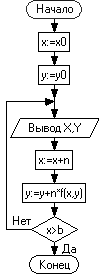 Начало
x:=x0
y:=y0
Вывод X,Y
x:=x+n
y:=y+n*f(x,y)
x>b
Нет
Да
Конец